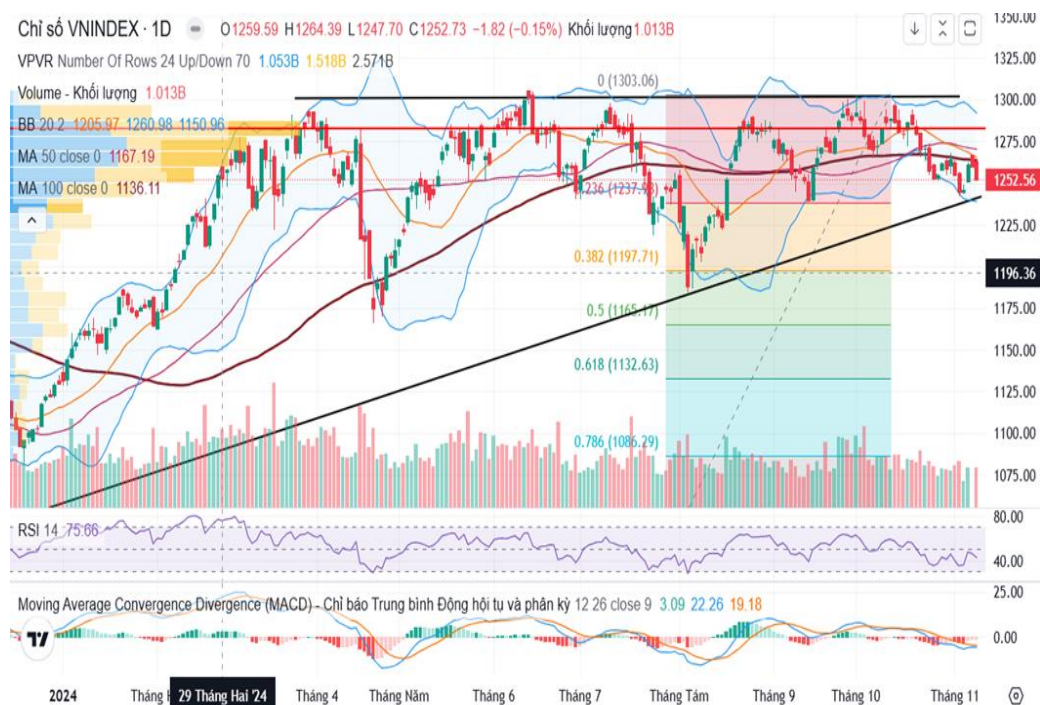 Chỉ số VNINDEX · 1D O1259.59 H1264.39 L1247.70 C1252.73 −1.82 (−0.15%) Khối lượng 1.013B
VPVR Number Of Rows 24 Up/Down 70 1.053B 1.518B 2.571B
Volume - Khối lượng 1.013B
BB 20 2 1205.97 1260.98 1150.96
MA 50 close 0 1167.19
MA 100 close 0 1136.11
0 (1303.06)
0.382 (1197.71)
0.5 (1165.17)
0.618 (1132.63)
0.786 (1086.29)
1350.00
1325.00
1300.00
1275.00
1252.56
1225.00
1196.36
1175.00
1150.00
1125.00
1100.00
1075.00
RSI 14 75.66
80.00
40.00
Moving Average Convergence Divergence (MACD) - Chỉ báo Trung bình Động hội tụ và phân kỳ 12 26 close 9 3.09 22.26 19.18
25.00
0.00
2024 Tháng 29 Tháng Hai '24 Tháng 4 Tháng Năm Tháng 6 Tháng 7 Tháng Tám Tháng 9 Tháng 10 Tháng 11